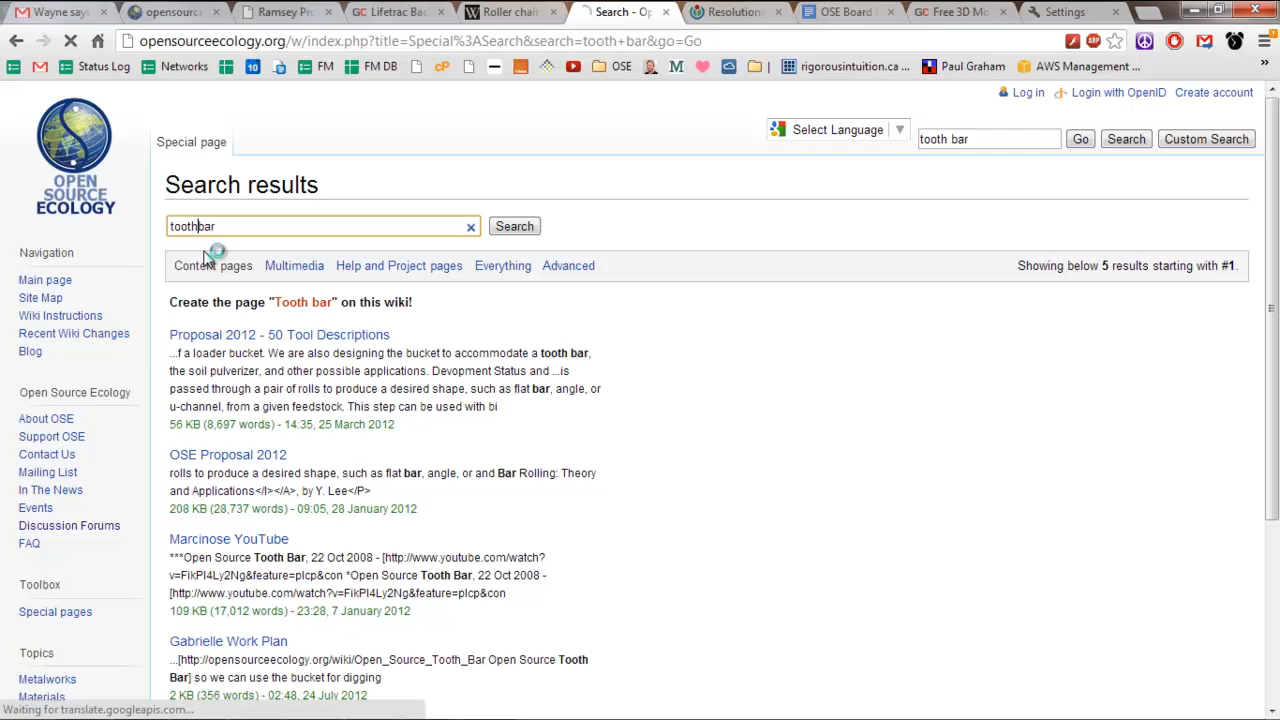 Wayne says
opensource
Ramsey Pro
GC Lifetrac Bac
Roller chain
Search - Op
Resolution
OSE Board
GC Free 3D Mo
Settings
opensourceecology.org/w/index.php?title=Special%3ASearch&search=tooth+bar&go=Go
Status Log
Networks
10
cP
FM
FM DB
OSE
M
rigorousintuition.ca ...
Paul Graham
AWS Management ...
»
Log in
Login with OpenID
Create account
Special page
Select Language
tooth bar
Go
Search
Custom Search
OPEN
SOURCE
ECOLOGY
Search results
toothbar
Search
Content pages
Multimedia
Help and Project pages
Everything
Advanced
Showing below 5 results starting with #1.
Create the page "Tooth bar" on this wiki!
Proposal 2012 - 50 Tool Descriptions
...f a loader bucket. We are also designing the bucket to accommodate a tooth bar,
the soil pulverizer, and other possible applications. Devopment Status and ...is
passed through a pair of rolls to produce a desired shape, such as flat bar, angle, or
u-channel, from a given feedstock. This step can be used with bi
56 KB (8,697 words) - 14:35, 25 March 2012
OSE Proposal 2012
rolls to produce a desired shape, such as flat bar, angle, or and Bar Rolling: Theory
and Applications</I></A>, by Y. Lee</P>
208 KB (28,737 words) - 09:05, 28 January 2012
Marcinose YouTube
***Open Source Tooth Bar, 22 Oct 2008 - [http://www.youtube.com/watch?
v=FikPI4Ly2Ng&feature=plcp&con *Open Source Tooth Bar, 22 Oct 2008 -
[http://www.youtube.com/watch?v=FikPI4Ly2Ng&feature=plcp&con
109 KB (17,012 words) - 23:28, 7 January 2012
Gabrielle Work Plan
...[http://opensourceecology.org/wiki/Open_Source_Tooth_Bar Open Source Tooth
Bar] so we can use the bucket for digging
2 KB (356 words) - 02:48, 24 July 2012
Navigation
Main page
Site Map
Wiki Instructions
Recent Wiki Changes
Blog
Open Source Ecology
About OSE
Support OSE
Contact Us
Mailing List
In The News
Events
Discussion Forums
FAQ
Toolbox
Special pages
Topics
Metalworks
Materials
Waiting for translate.googleapis.com...